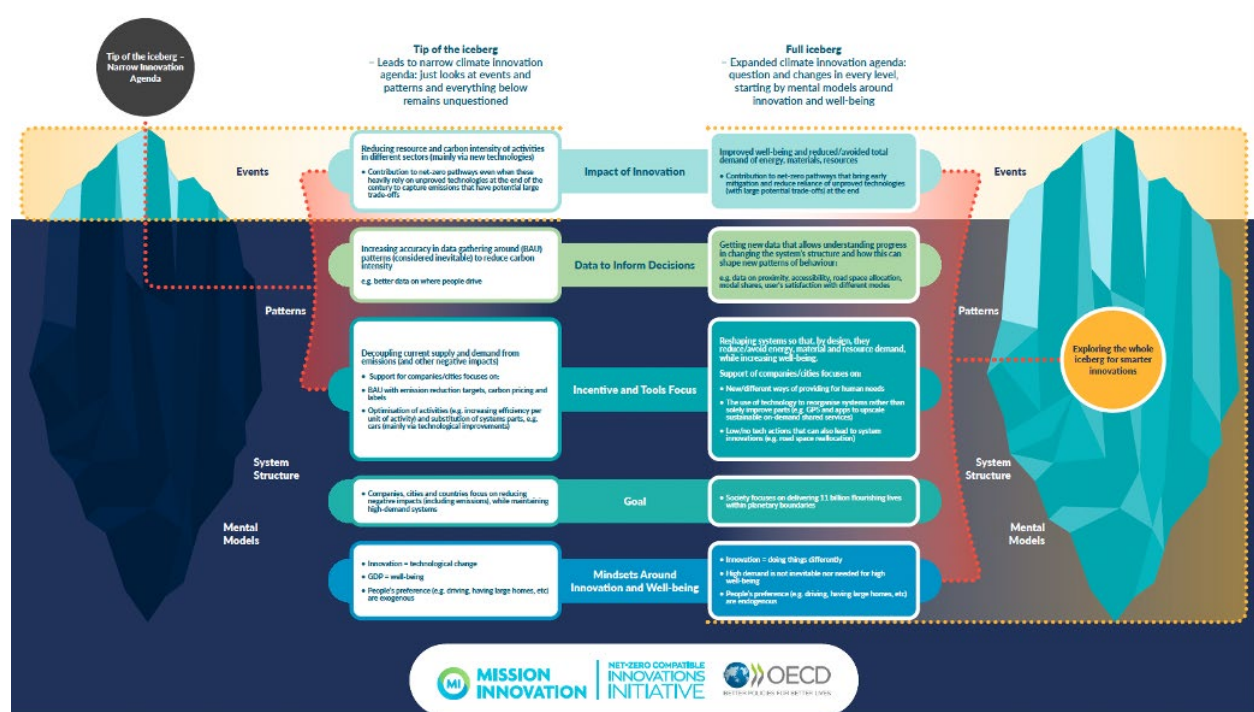 Tip of the iceberg –
Narrow Innovation
Agenda
Tip of the iceberg
– Leads to narrow climate innovation
agenda: just looks at events and
patterns and everything below
remains unquestioned
Full iceberg
– Expanded climate innovation agenda:
question and changes in every level,
starting by mental models around
innovation and well-being
Events
Reducing resource and carbon intensity of activities
in different sectors (mainly via new technologies)
• Contribution to net-zero pathways even when these
heavily rely on unproved technologies at the end of the
century to capture emissions that have potential large
trade-offs
Impact of Innovation
Improved well-being and reduced/avoided total
demand of energy, materials, resources
• Contribution to net-zero pathways that bring early
mitigation and reduce reliance of unproved technologies
(with large potential trade-offs) at the end
Events
Increasing accuracy in data gathering around (BAU)
patterns (considered inevitable) to reduce carbon
intensity
e.g. better data on where people drive
Data to Inform Decisions
Getting new data that allows understanding progress
in changing the system's structure and how this can
shape new patterns of behaviour:
e.g. data on proximity, accessibility, road space allocation,
modal shares, user's satisfaction with different modes
Patterns
Patterns
Decoupling current supply and demand from
emissions (and other negative impacts)
• Support for companies/cities focuses on:
• BAU with emission reduction targets, carbon pricing and
labels
• Optimisation of activities (e.g. increasing efficiency per
unit of activity) and substitution of systems parts, e.g.
cars (mainly via technological improvements)
Incentive and Tools Focus
Reshaping systems so that, by design, they
reduce/avoid energy, material and resource demand,
while increasing well-being.
Support of companies/cities focuses on:
• New/different ways of providing for human needs
• The use of technology to reorganise systems rather than
solely improve parts (e.g. GPS and apps to upscale
sustainable on-demand shared services)
• Low/no tech actions that can also lead to system
innovations (e.g. road space reallocation)
Exploring the whole
iceberg for smarter
innovations
System
Structure
System
Structure
• Companies, cities and countries focus on reducing
negative impacts (including emissions), while maintaining
high-demand systems
Goal
• Society focuses on delivering 11 billion flourishing lives
within planetary boundaries
Mental
Models
Mental
Models
• Innovation = technological change
• GDP = well-being
• People's preference (e.g. driving, having large homes, etc)
are exogenous
Mindsets Around
Innovation and Well-being
• Innovation = doing things differently
• High demand is not inevitable nor needed for high
well-being
• People's preference (e.g. driving, having large homes, etc)
are endogenous
MI
MISSION
INNOVATION
NET-ZERO COMPATIBLE
INNOVATIONS
INITIATIVE
OECD
BETTER POLICIES FOR BETTER LIVES